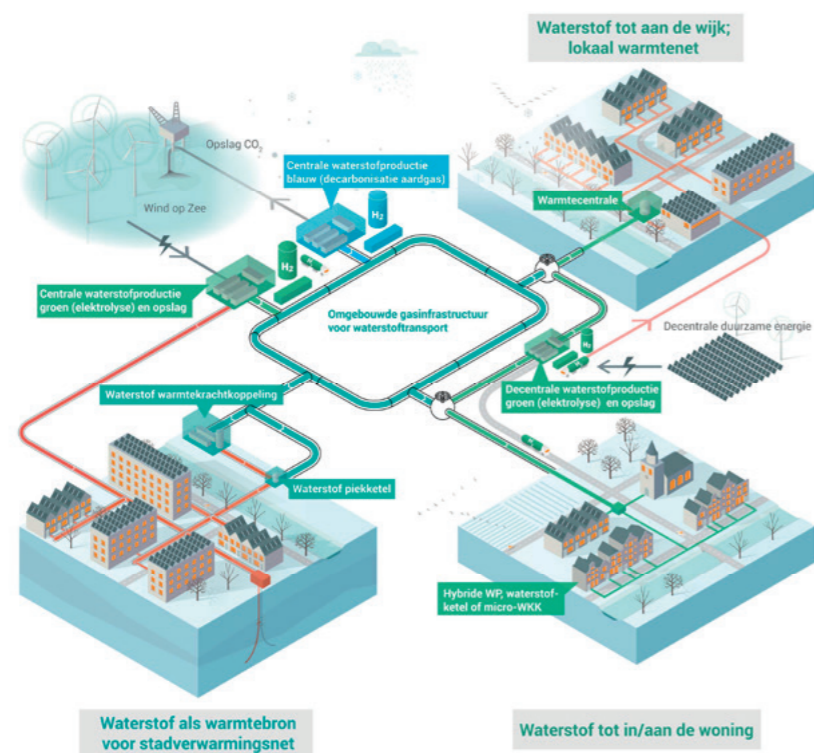 Waterstof tot aan de wijk;
lokaal warmtenet
Opslag CO2
Centrale waterstofproductie
blauw (decarbonisatie aardgas)
H2
Wind op Zee
Warmtecentrale
H2
Centrale waterstofproductie
groen (elektrolyse) en opslag
Omgebouwde gasinfrastructuur
voor waterstoftransport
Decentrale duurzame energie
H2
Waterstof warmtekrachtkoppeling
Decentrale waterstofproductie
groen (elektrolyse) en opslag
Waterstof piekketel
Hybride WP, waterstof-
ketel of micro-WKK
Waterstof als warmtebron
voor stadverwarmingsnet
Waterstof tot in/aan de woning